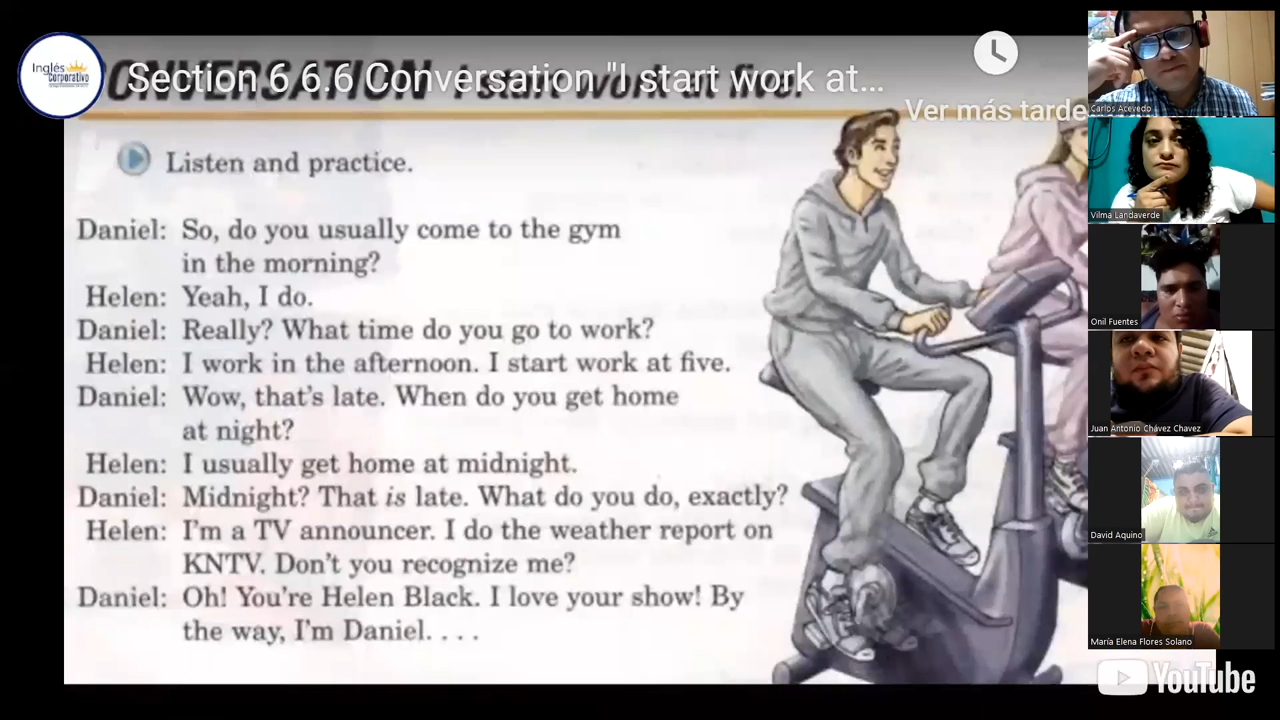 Inglés
Corporativo
Section 6 6.6 Conversation "I start work at...
CONVERSATION
Ver más tarde
Listen and practice.
Daniel: So, do you usually come to the gym
in the morning?
Helen: Yeah, I do.
Daniel: Really? What time do you go to work?
Helen: I work in the afternoon. I start work at five.
Daniel: Wow, that's late. When do you get home
at night?
Helen: I usually get home at midnight.
Daniel: Midnight? That is late. What do you do, exactly?
Helen: I'm a TV announcer. I do the weather report on
KNTV. Don't you recognize me?
Daniel: Oh! You're Helen Black. I love your show! By
the way, I'm Daniel. . . .
Carlos Acevedo
Vilma Landaverde
Onil Fuentes
Juan Antonio Chávez Chavez
David Aquino
María Elena Flores Solano
YouTube